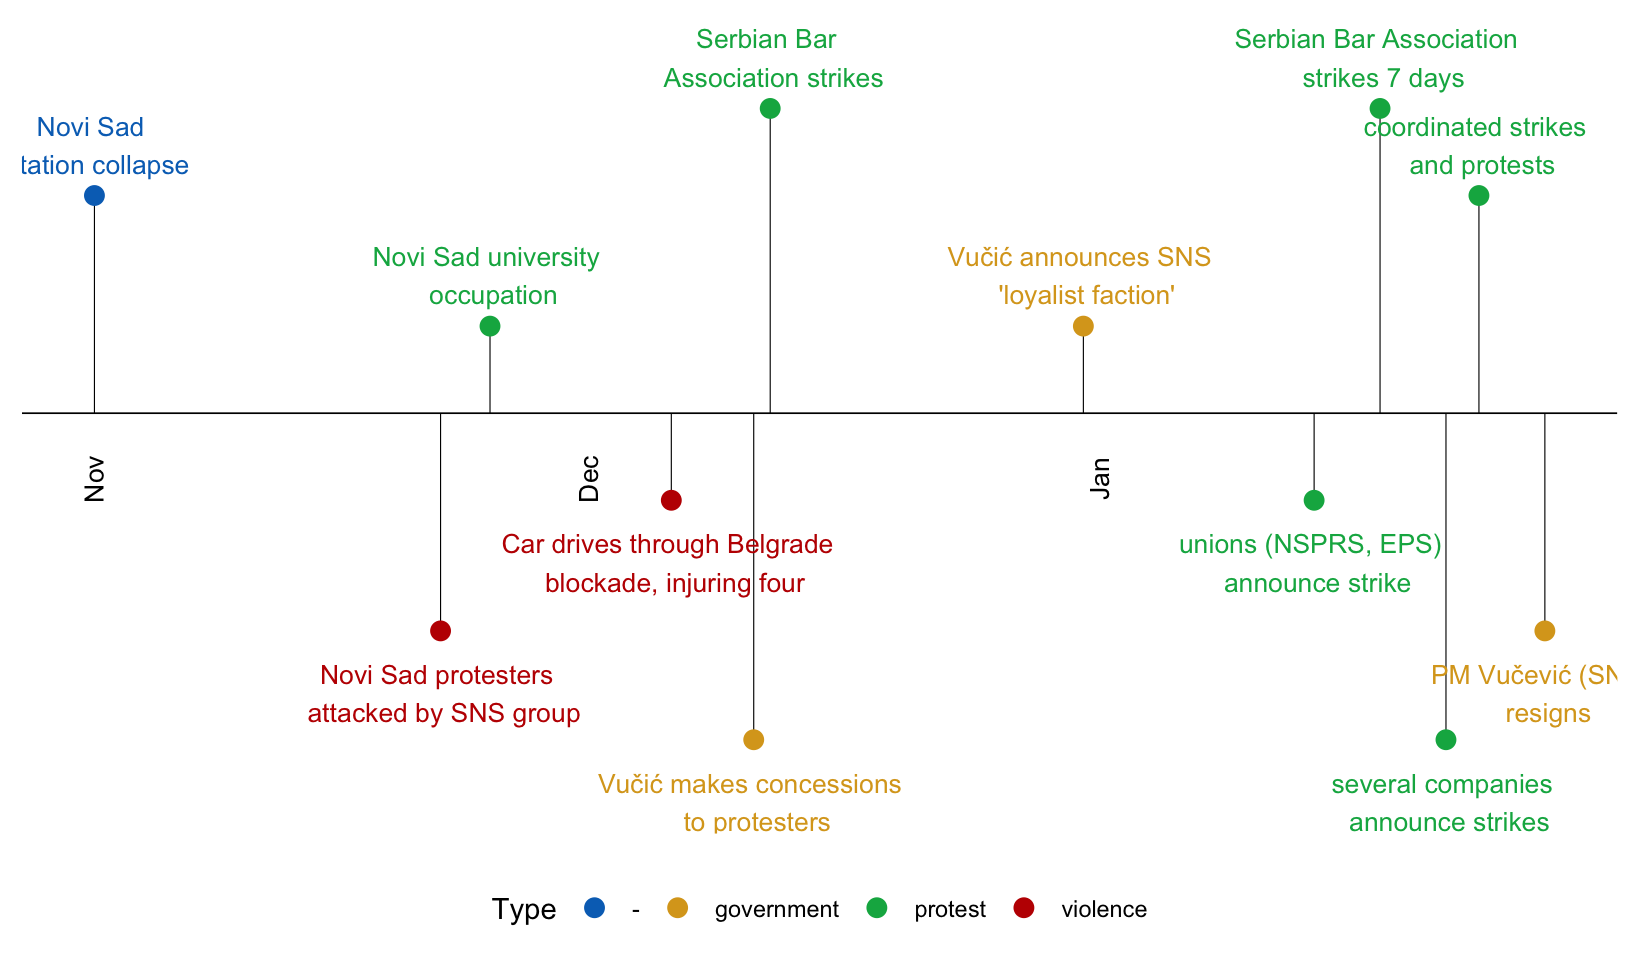 Serbian Bar
Association strikes
Serbian Bar Association
strikes 7 days
Novi Sad
tation collapse
coordinated strikes
and protests
Novi Sad university
occupation
Vučić announces SNS
'loyalist faction'
Nov
Dec
Jan
Car drives through Belgrade
blockade, injuring four
unions (NSPRS, EPS)
announce strike
Novi Sad protesters
attacked by SNS group
PM Vučević (SN
resigns
Vučić makes concessions
to protesters
several companies
announce strikes
Type - government protest violence